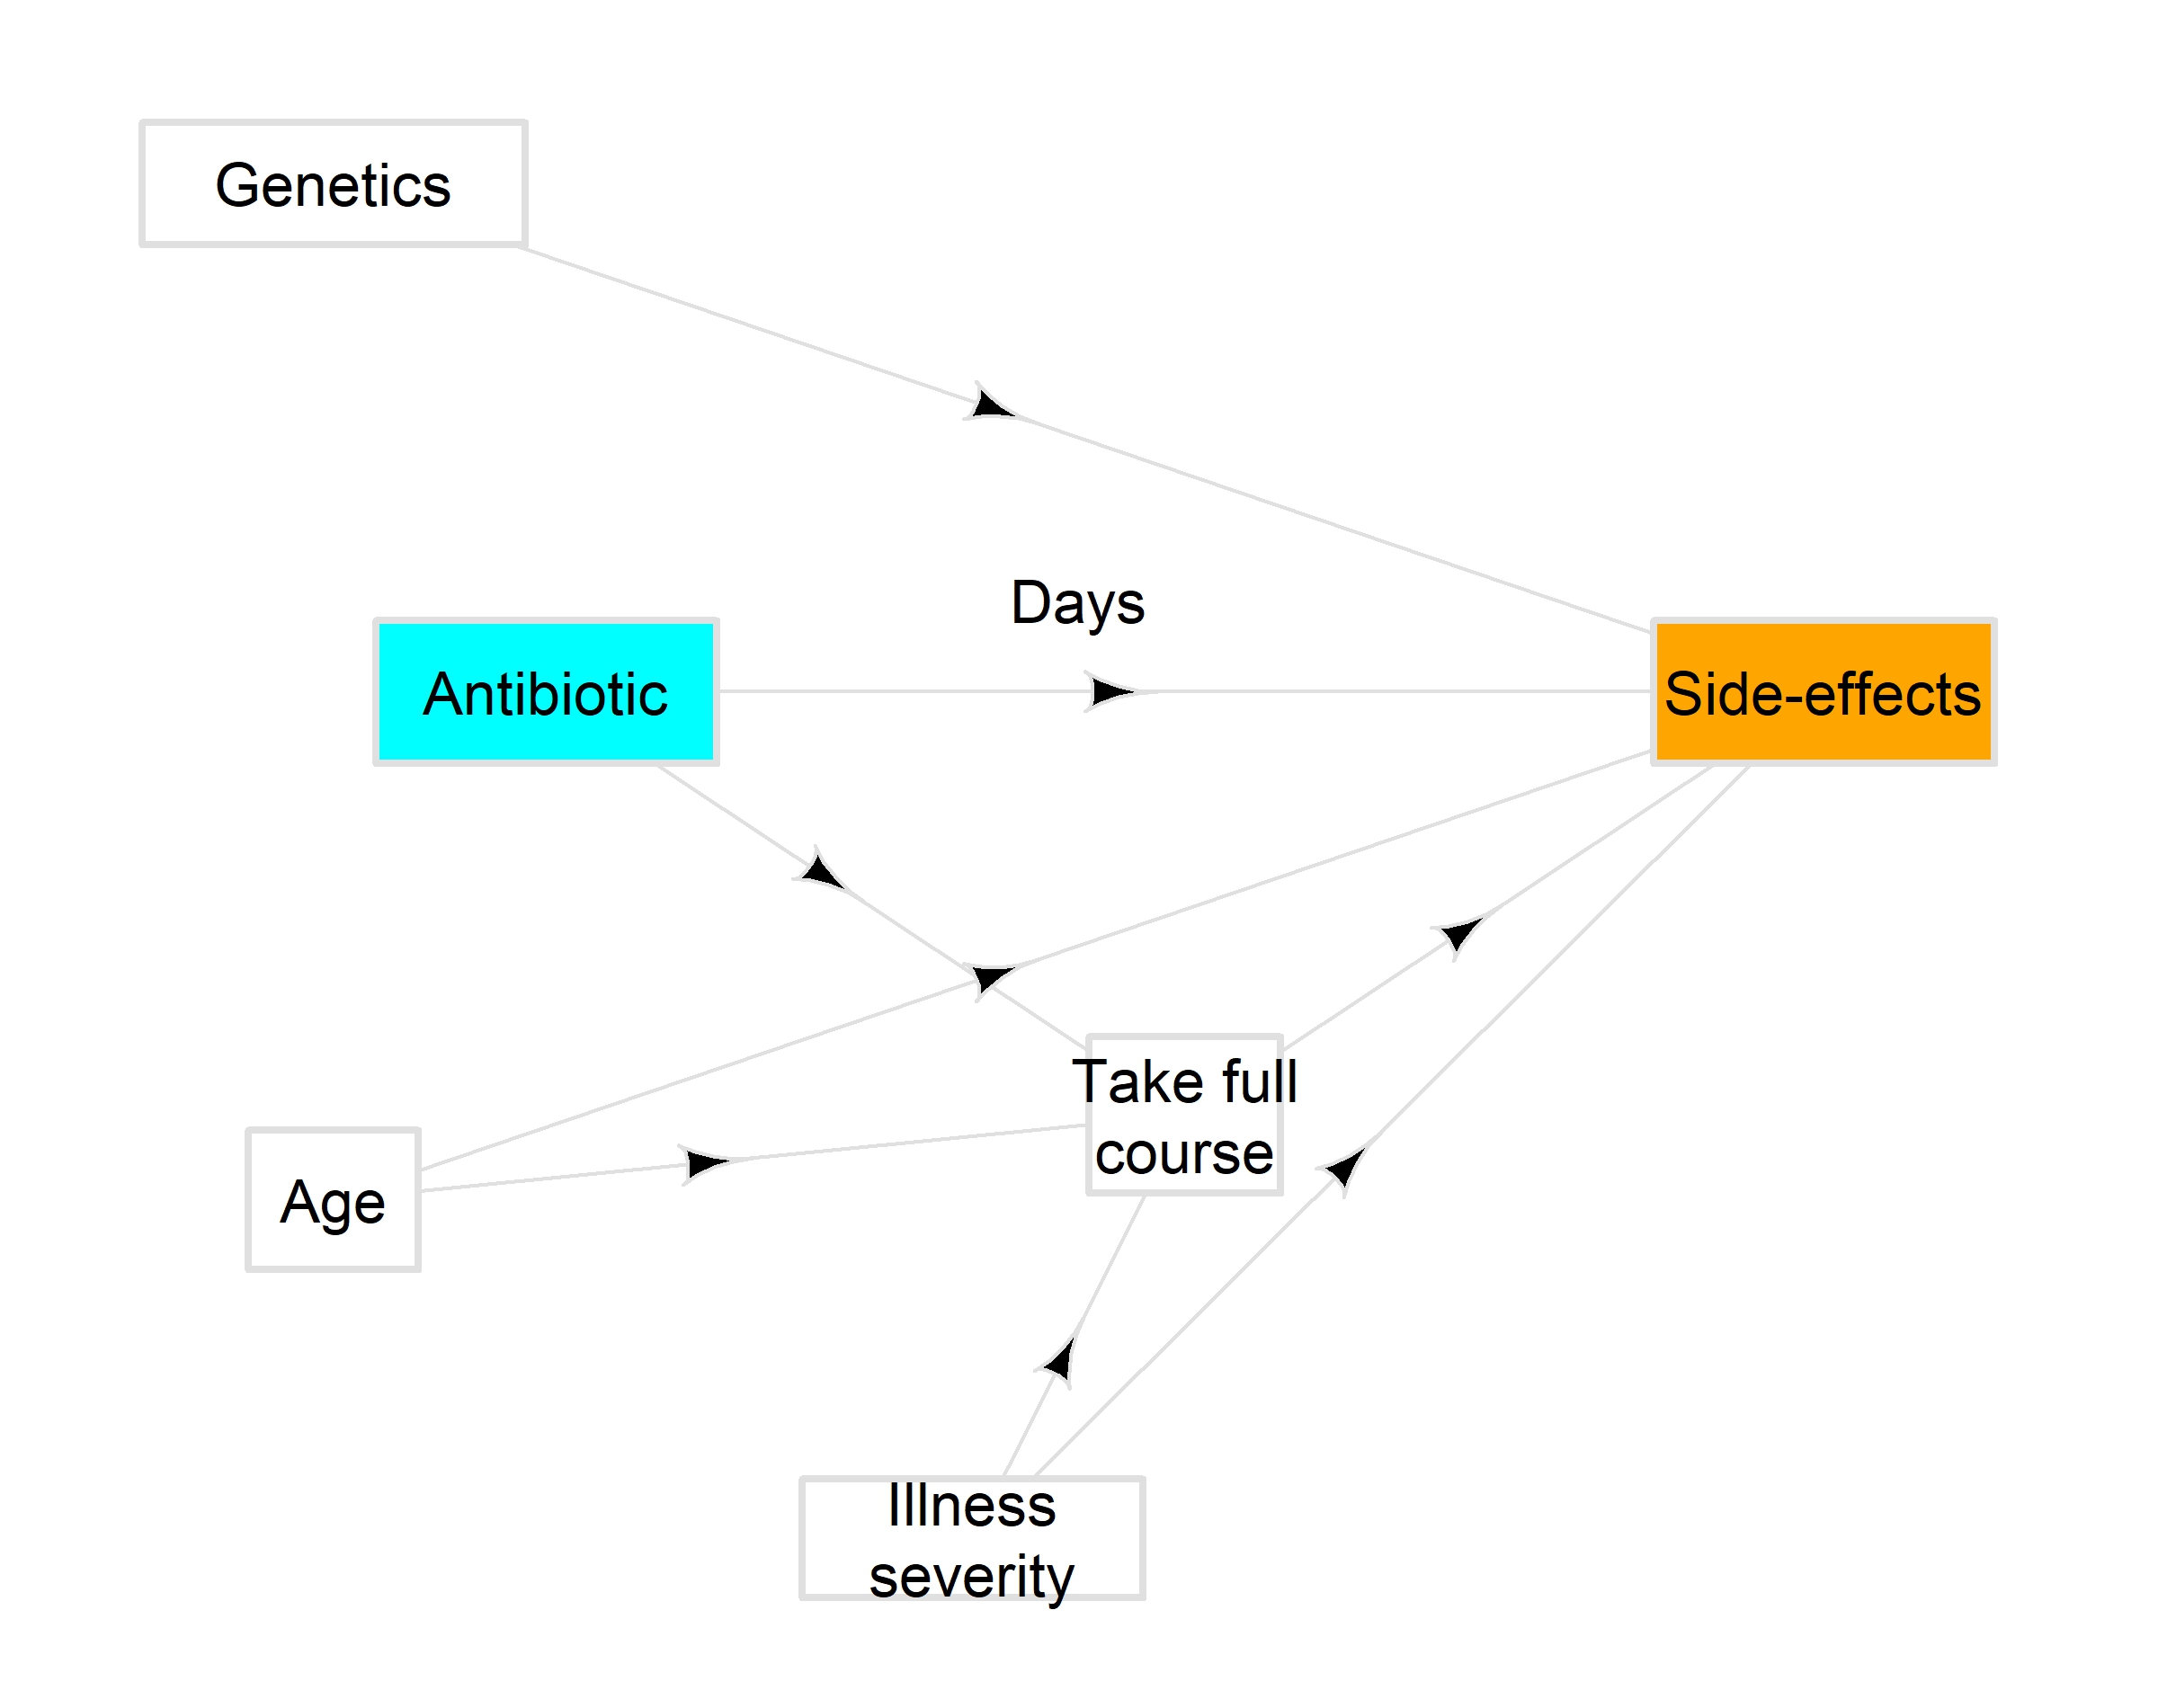 Genetics
Days
Antibiotic
Side-effects
Take full
course
Age
Illness
severity